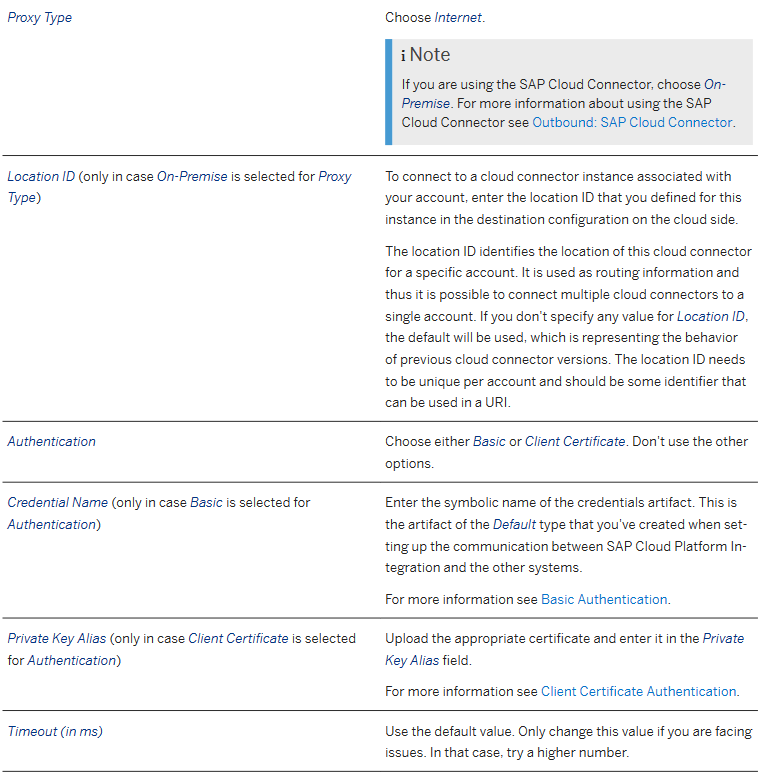 Proxy Type
Choose Internet.
i Note
If you are using the SAP Cloud Connector, choose On-
Premise. For more information about using the SAP
Cloud Connector see Outbound: SAP Cloud Connector.
Location ID (only in case On-Premise is selected for Proxy
Type)
To connect to a cloud connector instance associated with
your account, enter the location ID that you defined for this
instance in the destination configuration on the cloud side.
The location ID identifies the location of this cloud connector
for a specific account. It is used as routing information and
thus it is possible to connect multiple cloud connectors to a
single account. If you don't specify any value for Location ID,
the default will be used, which is representing the behavior
of previous cloud connector versions. The location ID needs
to be unique per account and should be some identifier that
can be used in a URI.
Authentication
Choose either Basic or Client Certificate. Don't use the other
options.
Credential Name (only in case Basic is selected for
Authentication)
Enter the symbolic name of the credentials artifact. This is
the artifact of the Default type that you've created when set-
ting up the communication between SAP Cloud Platform In-
tegration and the other systems.
For more information see Basic Authentication.
Private Key Alias (only in case Client Certificate is selected
for Authentication)
Upload the appropriate certificate and enter it in the Private
Key Alias field.
For more information see Client Certificate Authentication.
Timeout (in ms)
Use the default value. Only change this value if you are facing
issues. In that case, try a higher number.